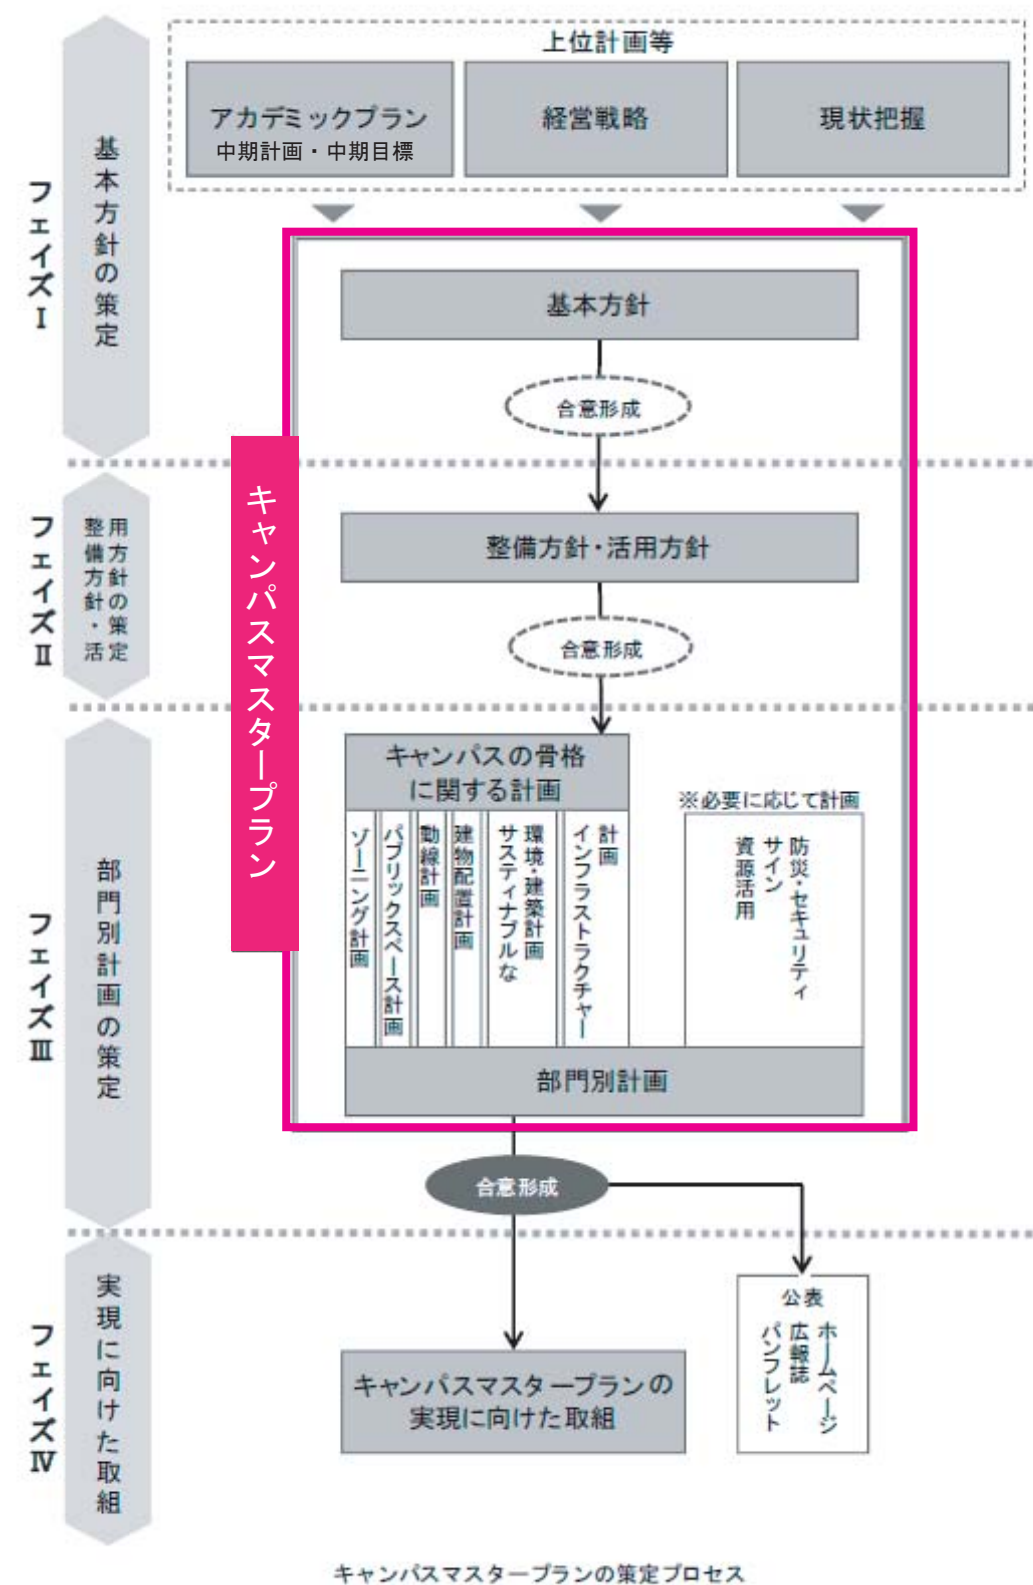 上位計画等
アカデミックプラン
中期計画・中期目標
経営戦略
現状把握
フェイズⅠ
基本方針の策定
基本方針
合意形成
キャンパスマスタープラン
フェイズⅡ
整備方針・活
用方針の策定
整備方針・活用方針
合意形成
フェイズⅢ
部門別計画の策定
キャンパスの骨格
に関する計画
ゾーニング計画
パブリックスペース計画
動線計画
建物配置計画
サスティナブルな
環境・建築計画
インフラストラクチャー
計画
※必要に応じて計画
防災・セキュリティ
サイン
資源活用
部門別計画
合意形成
フェイズⅣ
実現に向けた取組
キャンパスマスタープランの
実現に向けた取組
公表
ホームページ
広報誌
パンフレット
キャンパスマスタープランの策定プロセス